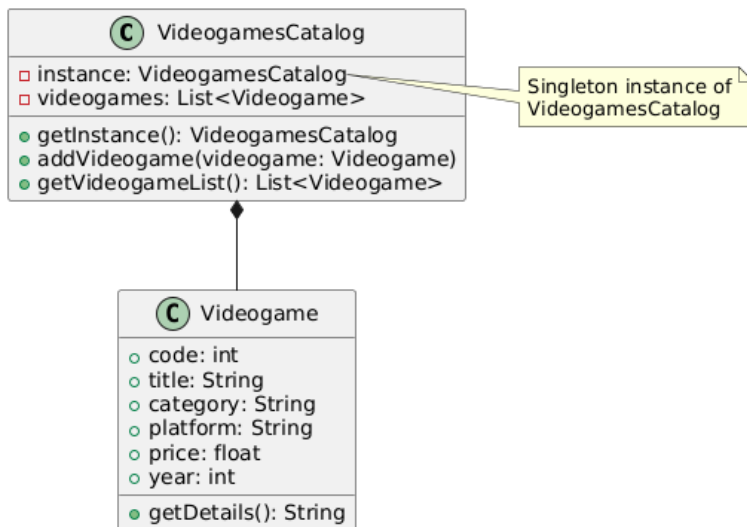 C VideogamesCatalog
instance: VideogamesCatalog
videogames: List<Videogame>
getInstance(): VideogamesCatalog
addVideogame(videogame: Videogame)
getVideogameList(): List<Videogame>
Singleton instance of
VideogamesCatalog
C Videogame
code: int
title: String
category: String
platform: String
price: float
year: int
getDetails(): String